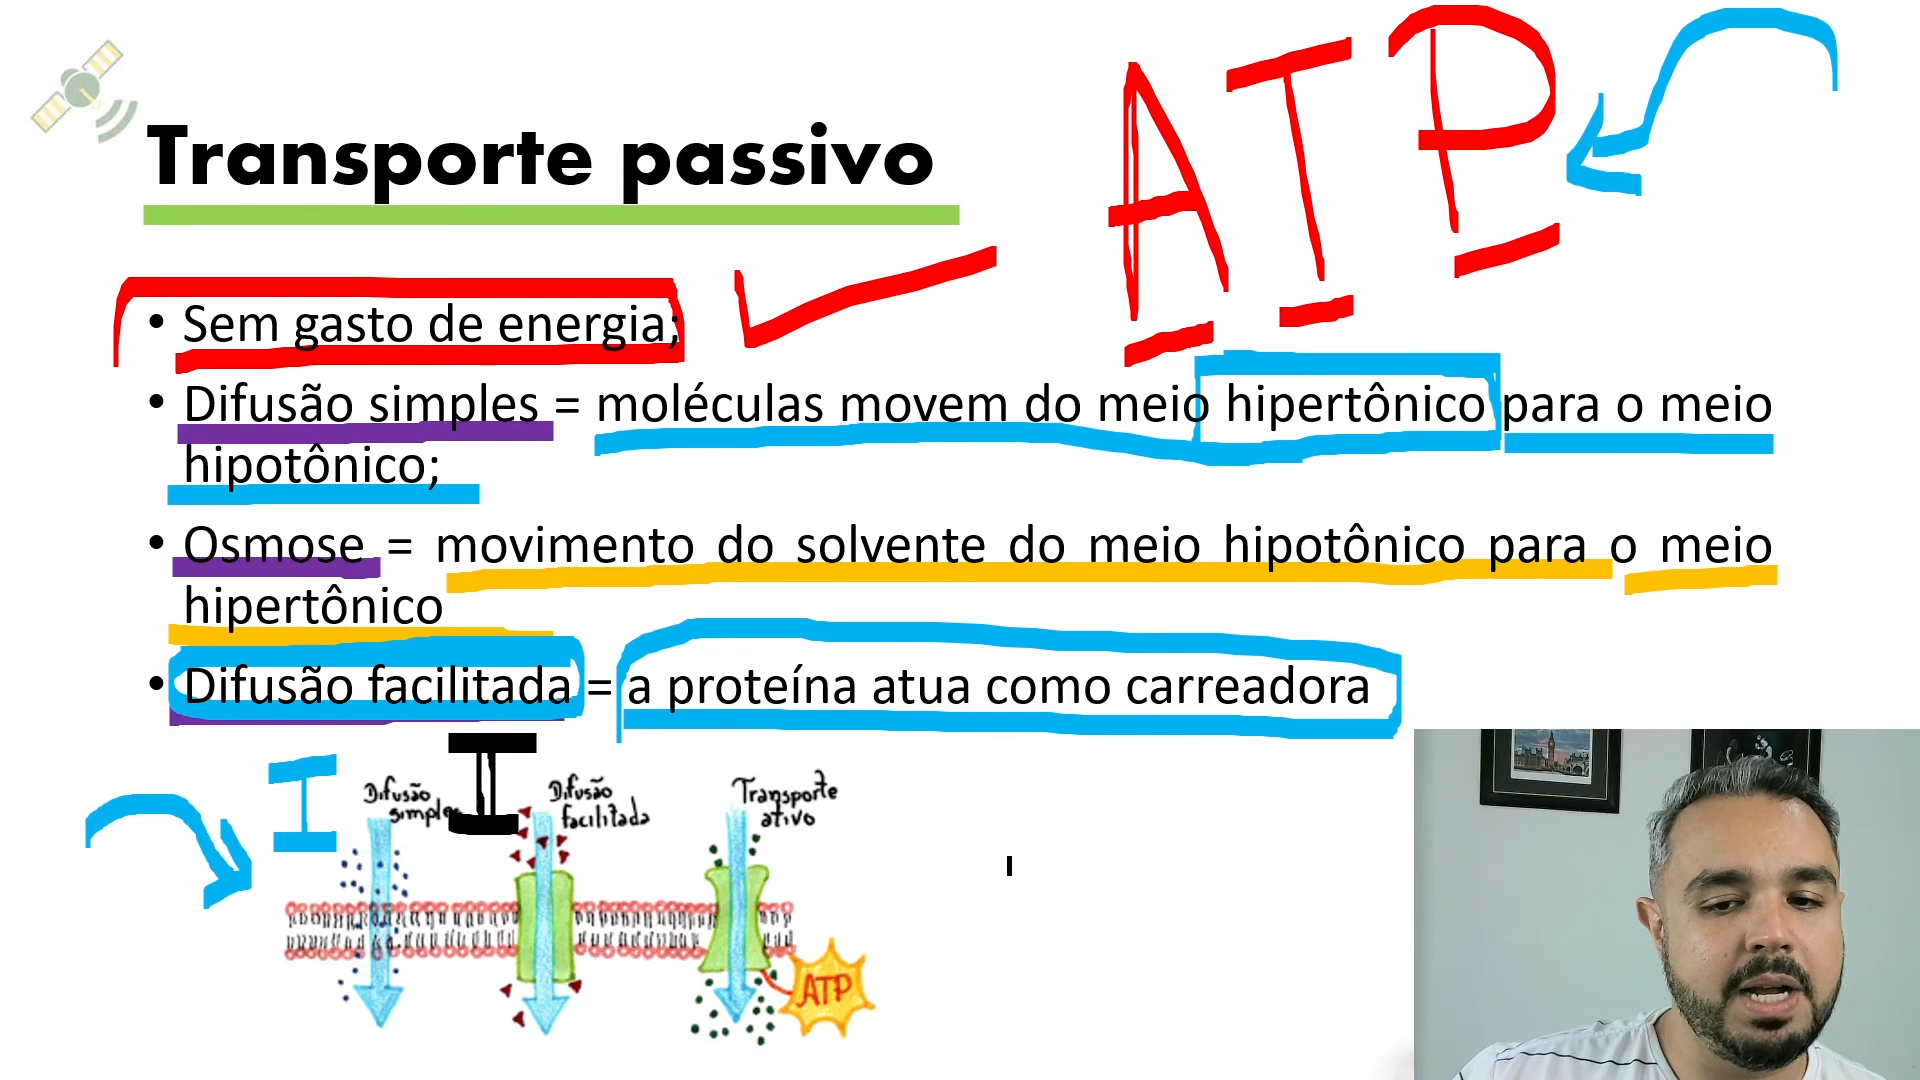 ATP
Transporte passivo
• Sem gasto de energia;
• Difusão simples = moléculas movem do meio hipertônico para o meio
hipotônico;
• Osmose = movimento do solvente do meio hipotônico para o meio
hipertônico
• Difusão facilitada = a proteína atua como carreadora
I
I
Difusão
simples
Difusão
facilitada
Transporte
ativo
ATP